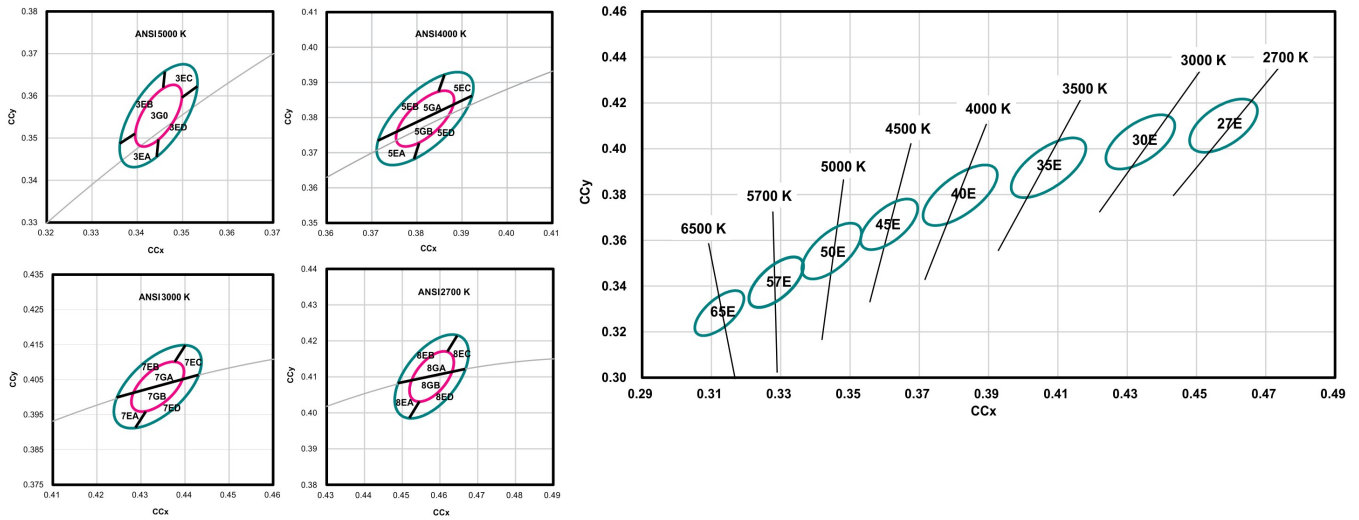 ANSI5000 K
0.38
0.37
0.36
0.35
0.34
0.33
CCy
3EC
3EB
3G0
3ED
3EA
0.32
0.33
0.34
0.35
0.36
0.37
CCx
ANSI4000 K
0.41
0.40
0.39
0.38
0.37
0.36
0.35
CCy
5EC
5EB
5GA
5GB
5ED
5EA
0.36
0.37
0.38
0.39
0.40
0.41
CCx
ANSI3000 K
0.435
0.425
0.415
0.405
0.395
0.385
0.375
CCy
7EB
7EC
7GA
7GB
7ED
7EA
0.41
0.42
0.43
0.44
0.45
0.46
CCx
ANSI2700 K
0.44
0.43
0.42
0.41
0.40
0.39
0.38
CCy
8EB
8EC
8GA
8GB
8EA
8ED
0.43
0.44
0.45
0.46
0.47
0.48
0.49
CCx
0.46
0.44
0.42
0.40
0.38
0.36
0.34
0.32
0.30
CCy
6500 K
5700 K
5000 K
4500 K
4000 K
3500 K
3000 K
2700 K
65E
57E
50E
45E
40E
35E
30E
27E
0.29
0.31
0.33
0.35
0.37
0.39
0.41
0.43
0.45
0.47
0.49
CCx